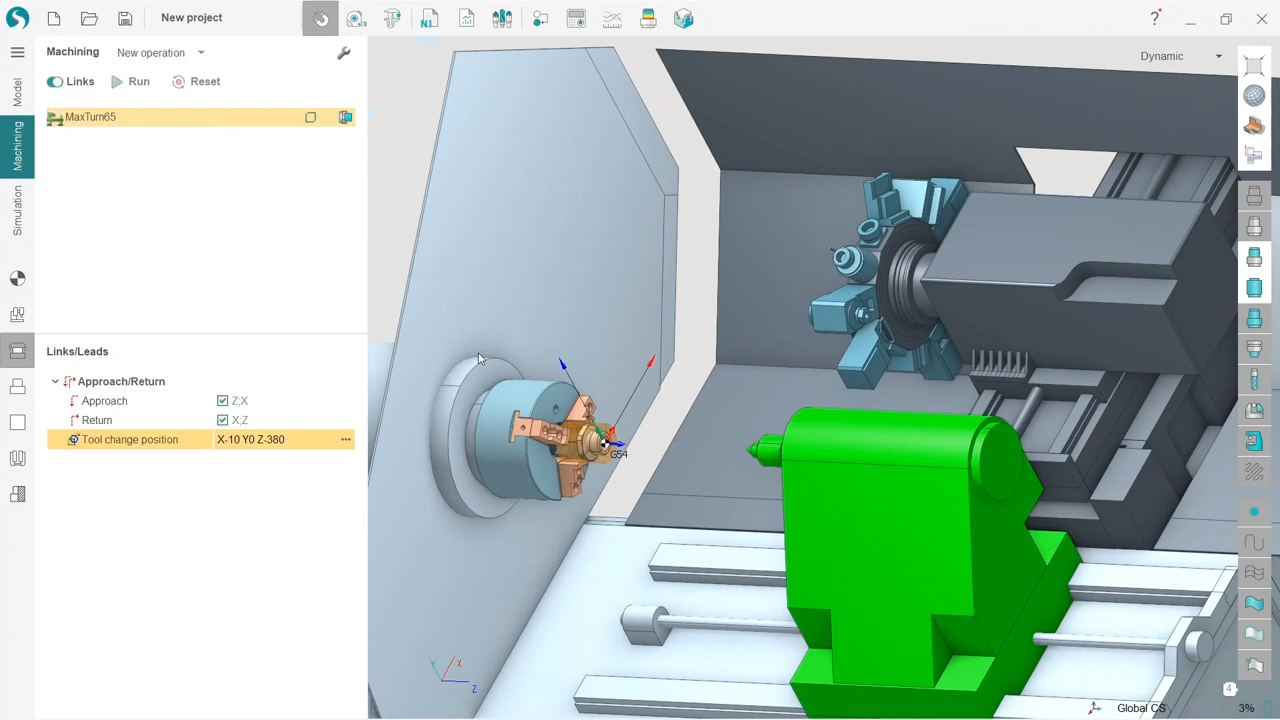 New project
Dynamic
Machining
New operation
Links
Run
Reset
MaxTurn65
Model
Machining
Simulation
Links/Leads
Approach/Return
Approach
Z;X
Return
X;Z
Tool change position
X-10 Y0 Z-380
G54
X
Y
Z
4
Global CS
3%